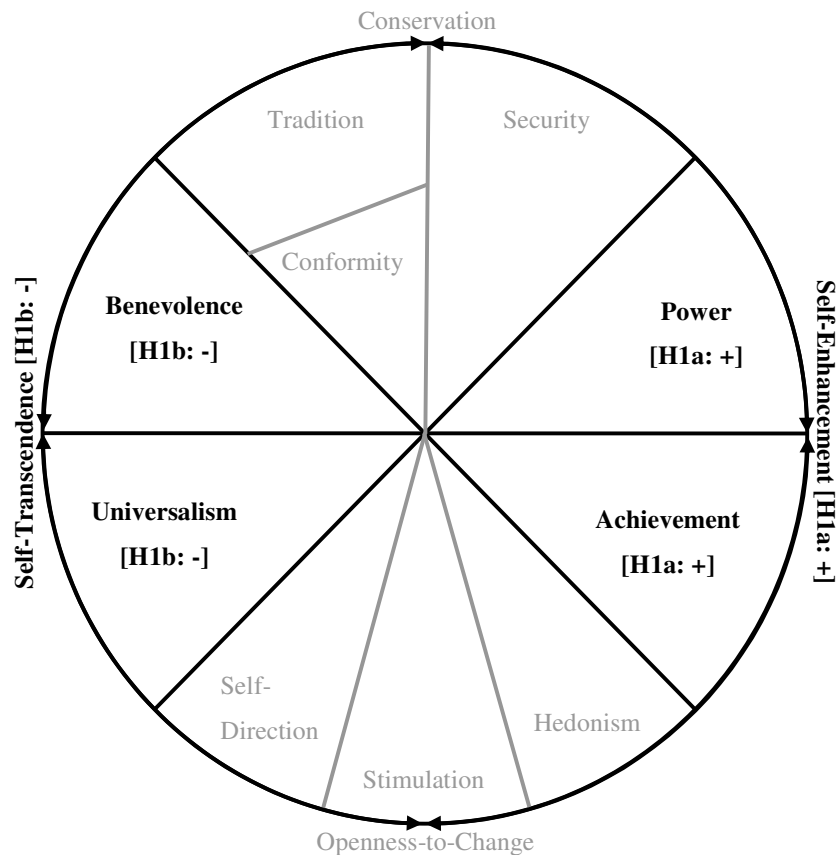 Conservation
Tradition
Security
Conformity
Benevolence
[H1b: -]
Power
[H1a: +]
Self-Transcendence [H1b: -]
Self-Enhancement [H1a: +]
Universalism
[H1b: -]
Achievement
[H1a: +]
Self-
Direction
Hedonism
Stimulation
Openness-to-Change